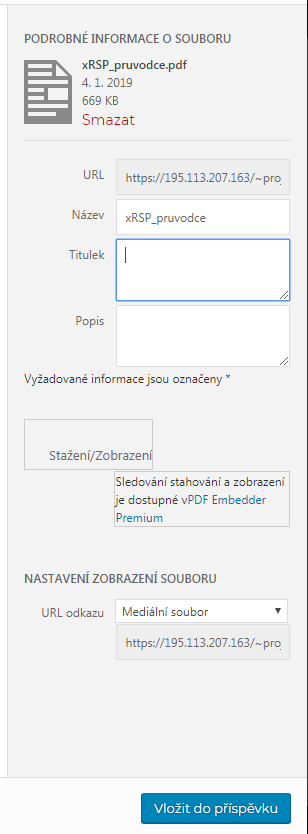 PODROBNÉ INFORMACE O SOUBORU
xRSP_pruvodce.pdf
4. 1. 2019
669 KB
Smazat
URL
https://195.113.207.163/~proj
Název
xRSP_pruvodce
Titulek
Popis
Vyžadované informace jsou označeny *
Stažení/Zobrazení
Sledování stahování a zobrazení
je dostupné vPDF Embedder
Premium
NASTAVENÍ ZOBRAZENÍ SOUBORU
URL odkazu
Mediální soubor
https://195.113.207.163/~proj
Vložit do příspěvku